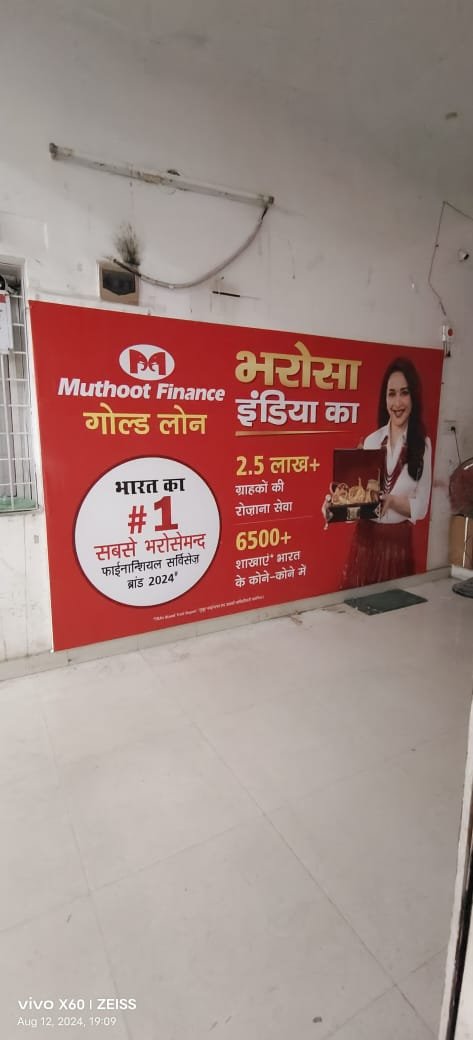 Muthoot Finance
गोल्ड लोन
भारत का
#1
सबसे भरोसेमन्द
फाईनान्शियल सर्विसेज़
ब्रांड 2024#
भरोसा
इंडिया का
2.5 लाख+
ग्राहकों की
रोज़ाना सेवा
6500+
शाखाएं* भारत
के कोने-कोने में
vivo X60 | ZEISS
Aug 12, 2024, 19:09